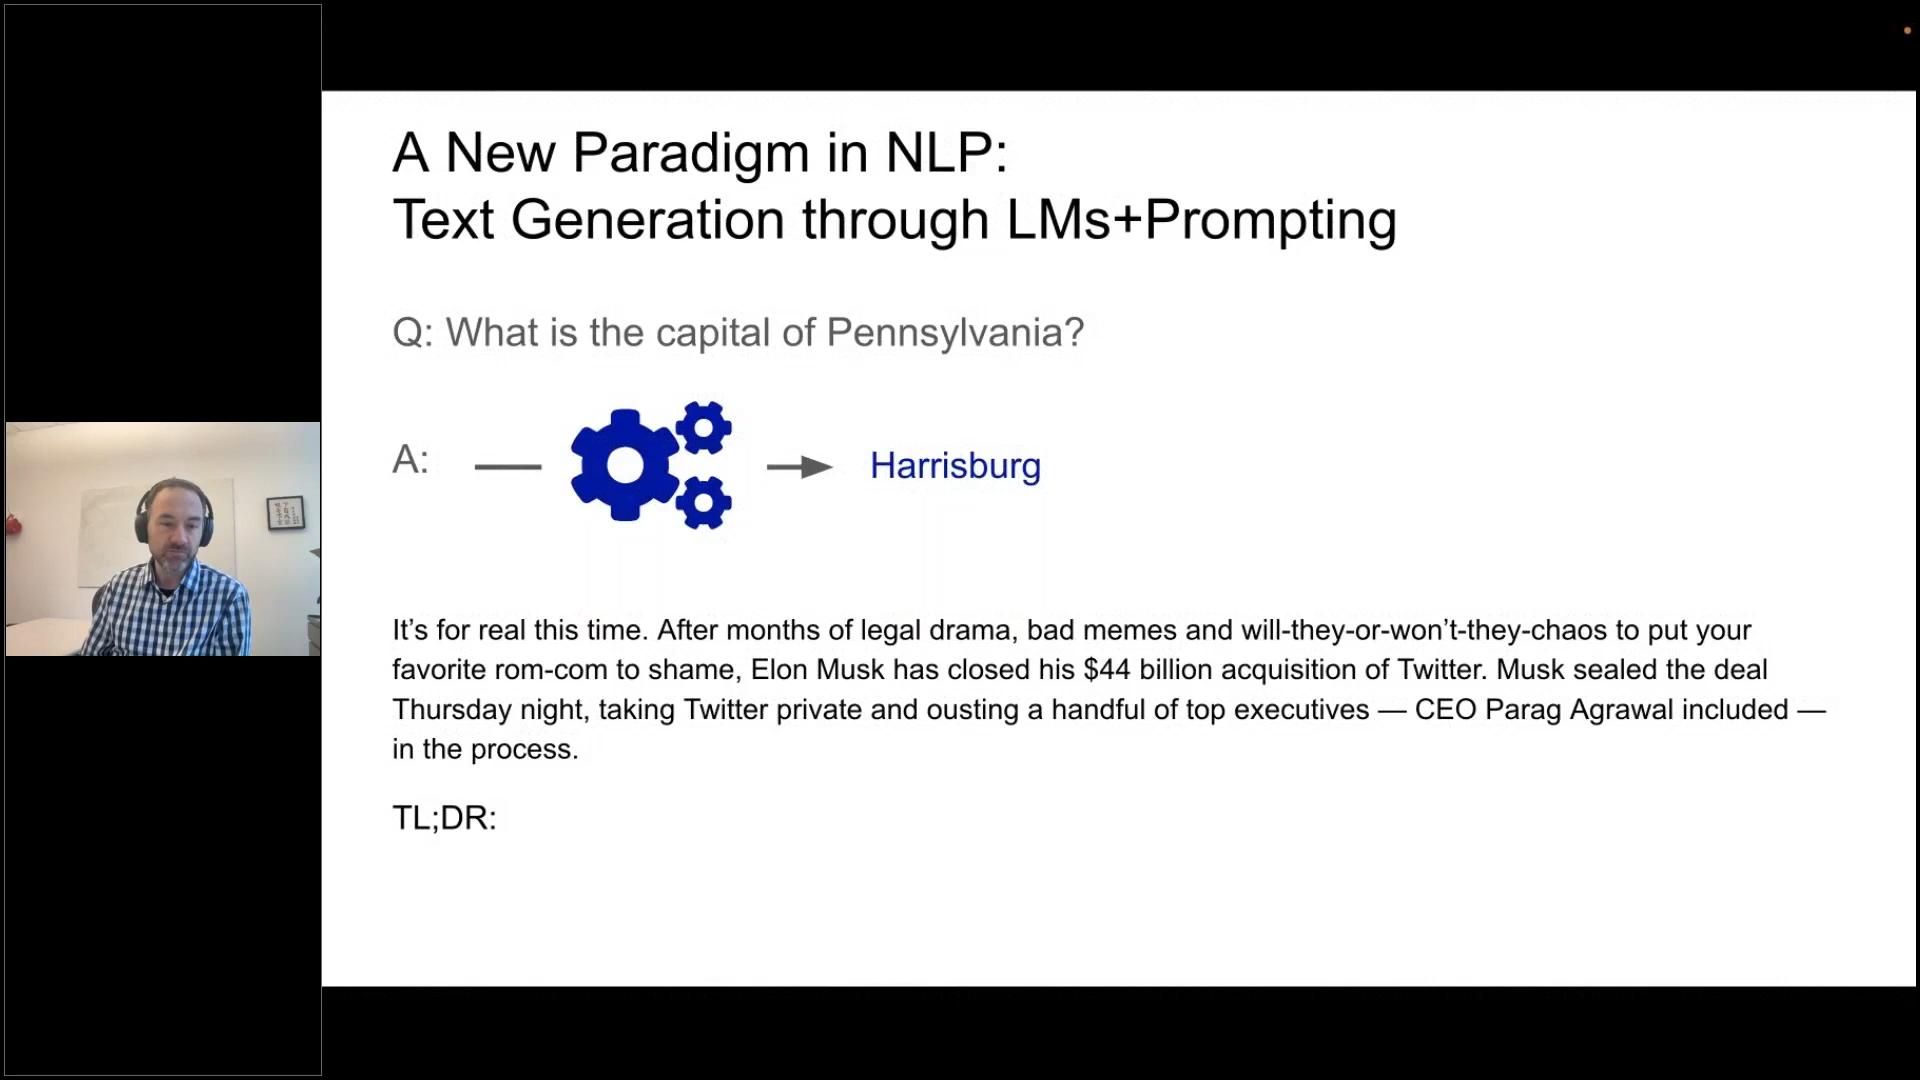 A New Paradigm in NLP:
Text Generation through LMs+Prompting
Q: What is the capital of Pennsylvania?
A:
Harrisburg
It’s for real this time. After months of legal drama, bad memes and will-they-or-won’t-they-chaos to put your
favorite rom-com to shame, Elon Musk has closed his $44 billion acquisition of Twitter. Musk sealed the deal
Thursday night, taking Twitter private and ousting a handful of top executives — CEO Parag Agrawal included —
in the process.
TL;DR: